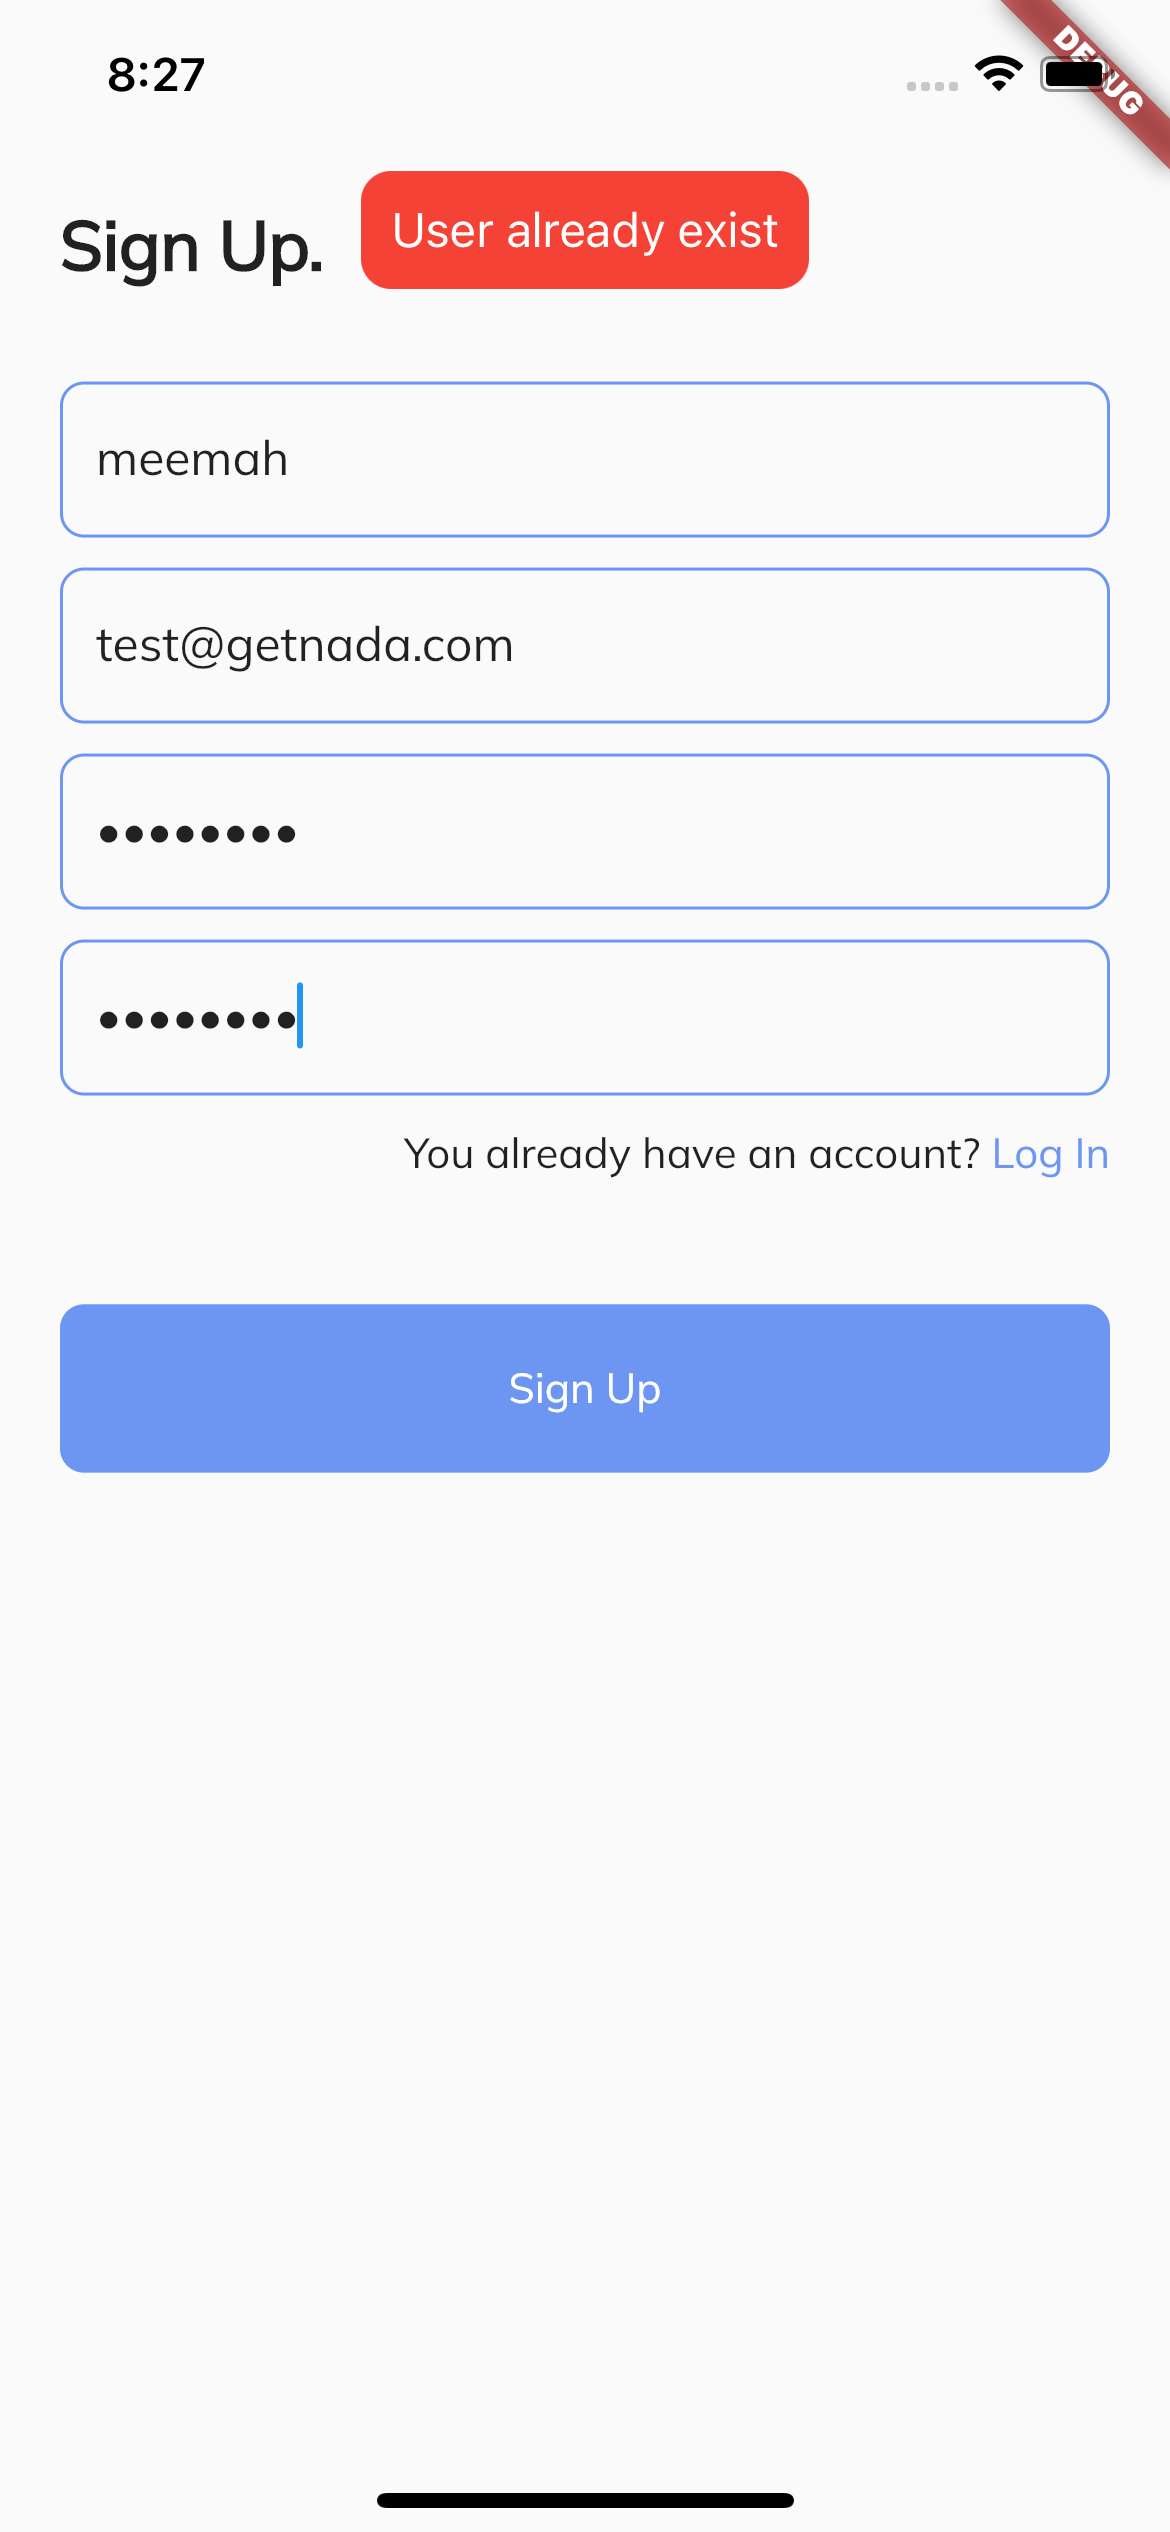 8:27
DEBUG
Sign Up.
User already exist
meemah
test@getnada.com
••••••••
••••••••
You already have an account? Log In
Sign Up